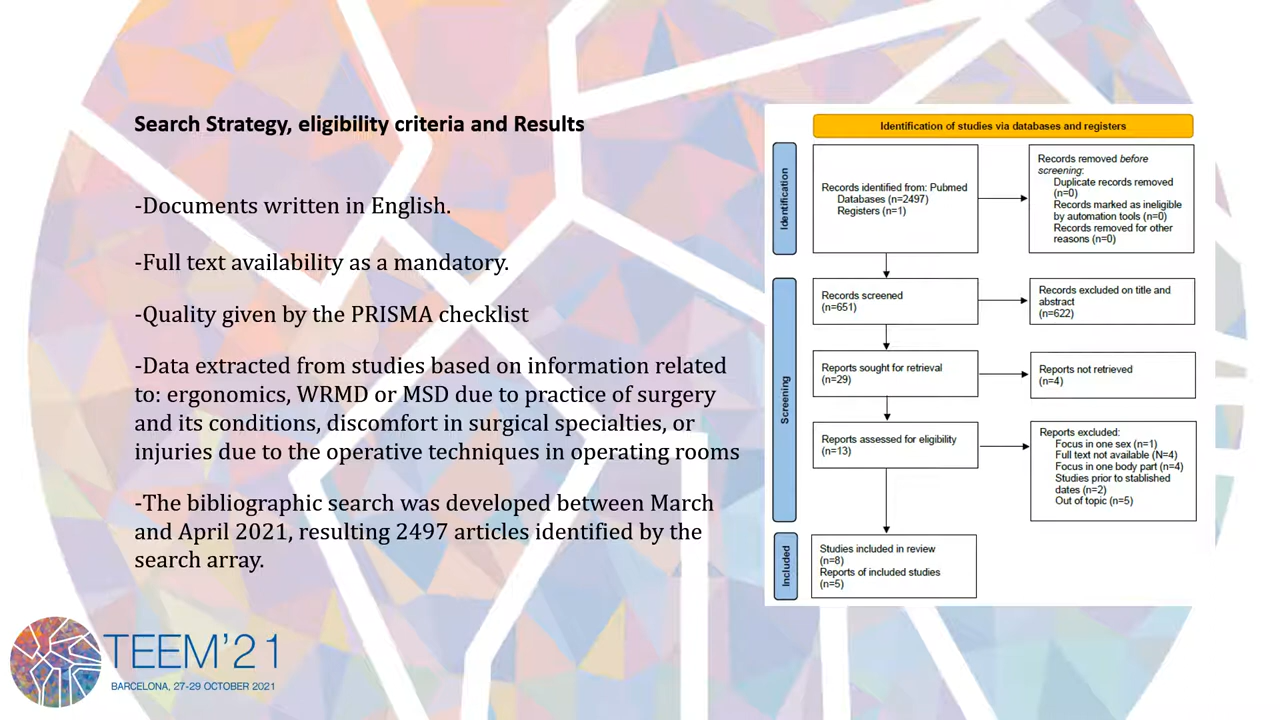 Search Strategy, eligibility criteria and Results
-Documents written in English.
-Full text availability as a mandatory.
-Quality given by the PRISMA checklist
-Data extracted from studies based on information related
to: ergonomics, WRMD or MSD due to practice of surgery
and its conditions, discomfort in surgical specialties, or
injuries due to the operative techniques in operating rooms
-The bibliographic search was developed between March
and April 2021, resulting 2497 articles identified by the
search array.
Identification of studies via databases and registers
Identification
Records identified from: Pubmed
Databases (n=2497)
Registers (n=1)
Records removed before
screening:
Duplicate records removed
(n=0)
Records marked as ineligible
by automation tools (n=0)
Records removed for other
reasons (n=0)
Screening
Records screened
(n=651)
Records excluded on title and
abstract
(n=622)
Reports sought for retrieval
(n=29)
Reports not retrieved
(n=4)
Reports assessed for eligibility
(n=13)
Reports excluded:
Focus in one sex (n=1)
Full text not available (N=4)
Focus in one body part (n=4)
Studies prior to stablished
dates (n=2)
Out of topic (n=5)
Included
Studies included in review
(n=8)
Reports of included studies
(n=5)
TEEM'21
BARCELONA, 27-29 OCTOBER 2021